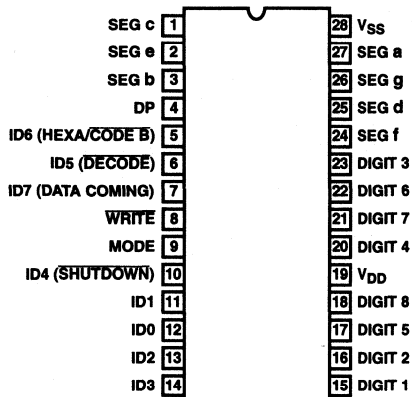 SEG c 1 28 VSS
SEG e 2 27 SEG a
SEG b 3 26 SEG g
DP 4 25 SEG d
ID6 (HEXA/CODE B) 5 24 SEG f
ID5 (DECODE) 6 23 DIGIT 3
ID7 (DATA COMING) 7 22 DIGIT 6
WRITE 8 21 DIGIT 7
MODE 9 20 DIGIT 4
ID4 (SHUTDOWN) 10 19 VDD
ID1 11 18 DIGIT 8
ID0 12 17 DIGIT 5
ID2 13 16 DIGIT 2
ID3 14 15 DIGIT 1